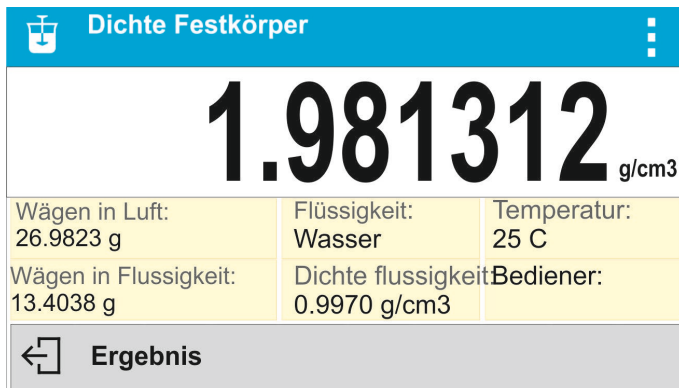 Dichte Festkörper
1.981312 g/cm3
Wägen in Luft:
26.9823 g
Flüssigkeit:
Wasser
Temperatur:
25 C
Wägen in Flussigkeit:
13.4038 g
Dichte flussigkeit:
0.9970 g/cm3
Bediener:
Ergebnis